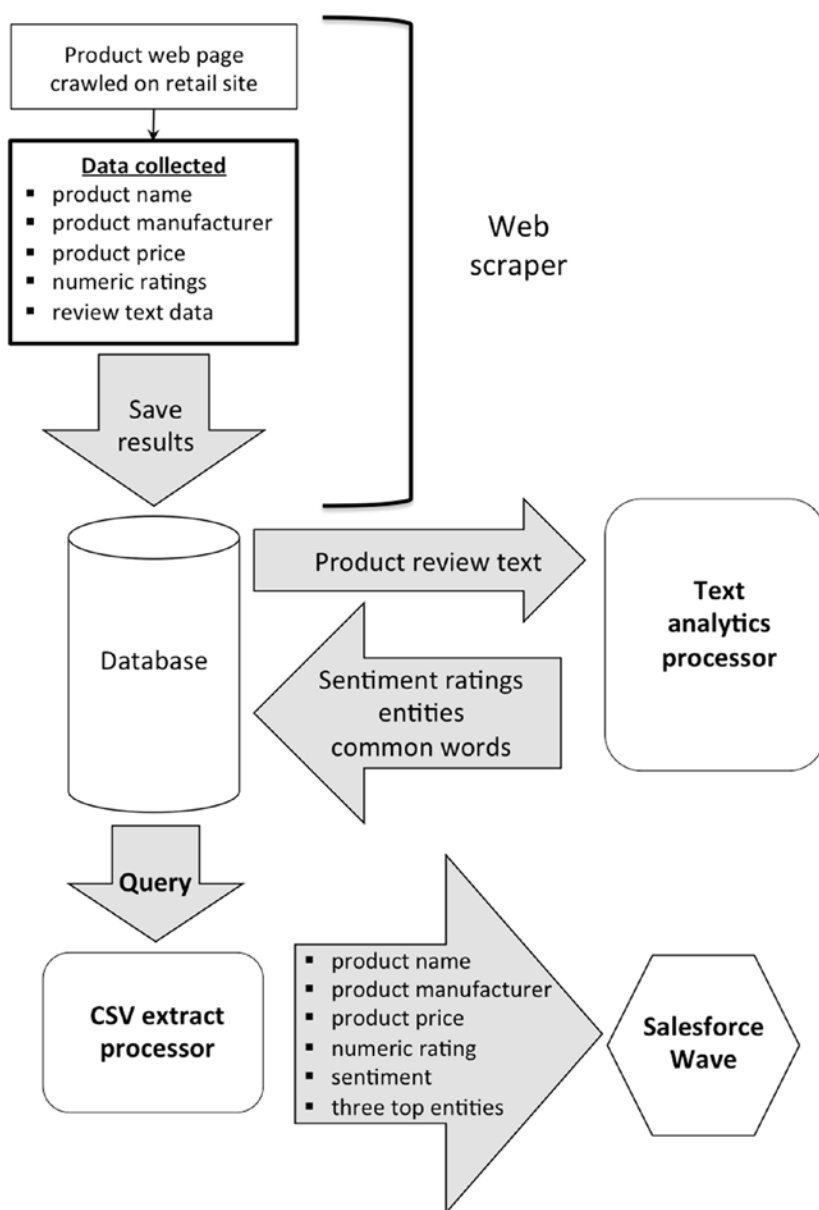 Product web page
crawled on retail site
Data collected
▪ product name
▪ product manufacturer
▪ product price
▪ numeric ratings
▪ review text data
Web
scraper
Save
results
Product review text
Text
analytics
processor
Database
Sentiment ratings
entities
common words
Query
CSV extract
processor
▪ product name
▪ product manufacturer
▪ product price
▪ numeric rating
▪ sentiment
▪ three top entities
Salesforce
Wave